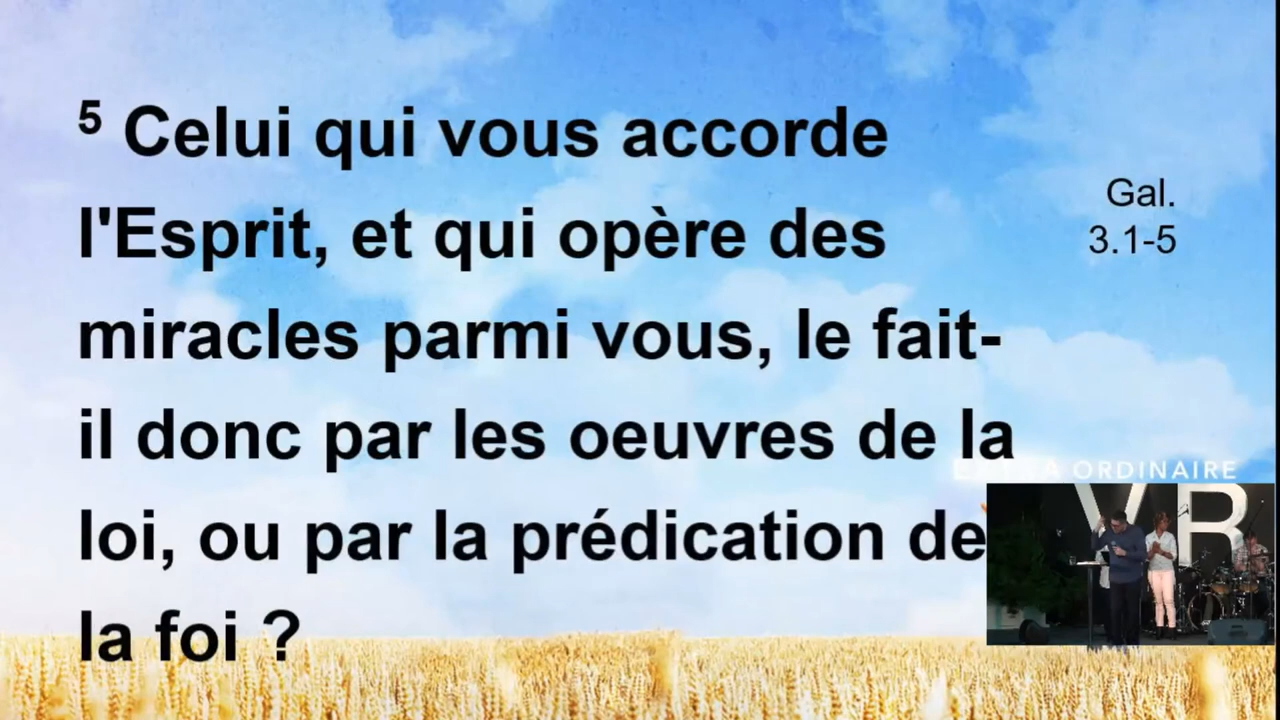 ⁵ Celui qui vous accorde
l'Esprit, et qui opère des
miracles parmi vous, le fait-
il donc par les oeuvres de la
loi, ou par la prédication de
la foi ?
Gal.
3.1-5
ORDINAIRE